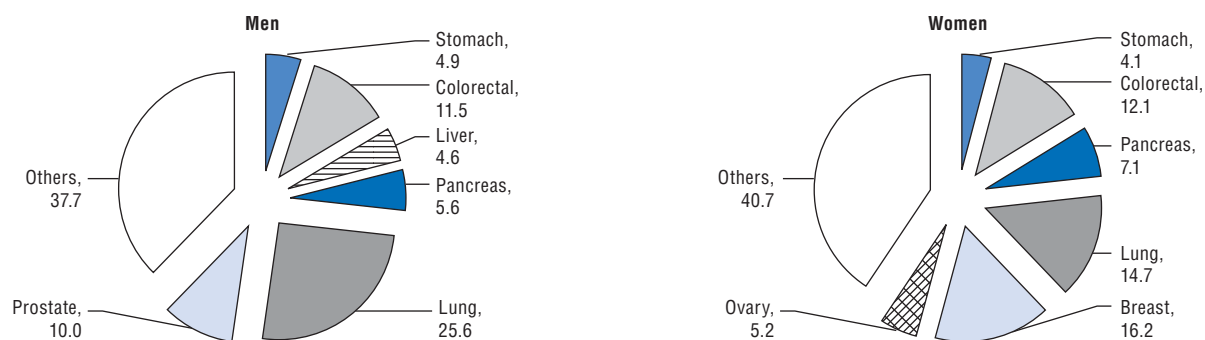 Men
Stomach,
4.9
Colorectal,
11.5
Liver,
4.6
Pancreas,
5.6
Others,
37.7
Prostate,
10.0
Lung,
25.6
Women
Stomach,
4.1
Colorectal,
12.1
Pancreas,
7.1
Others,
40.7
Lung,
14.7
Ovary,
5.2
Breast,
16.2